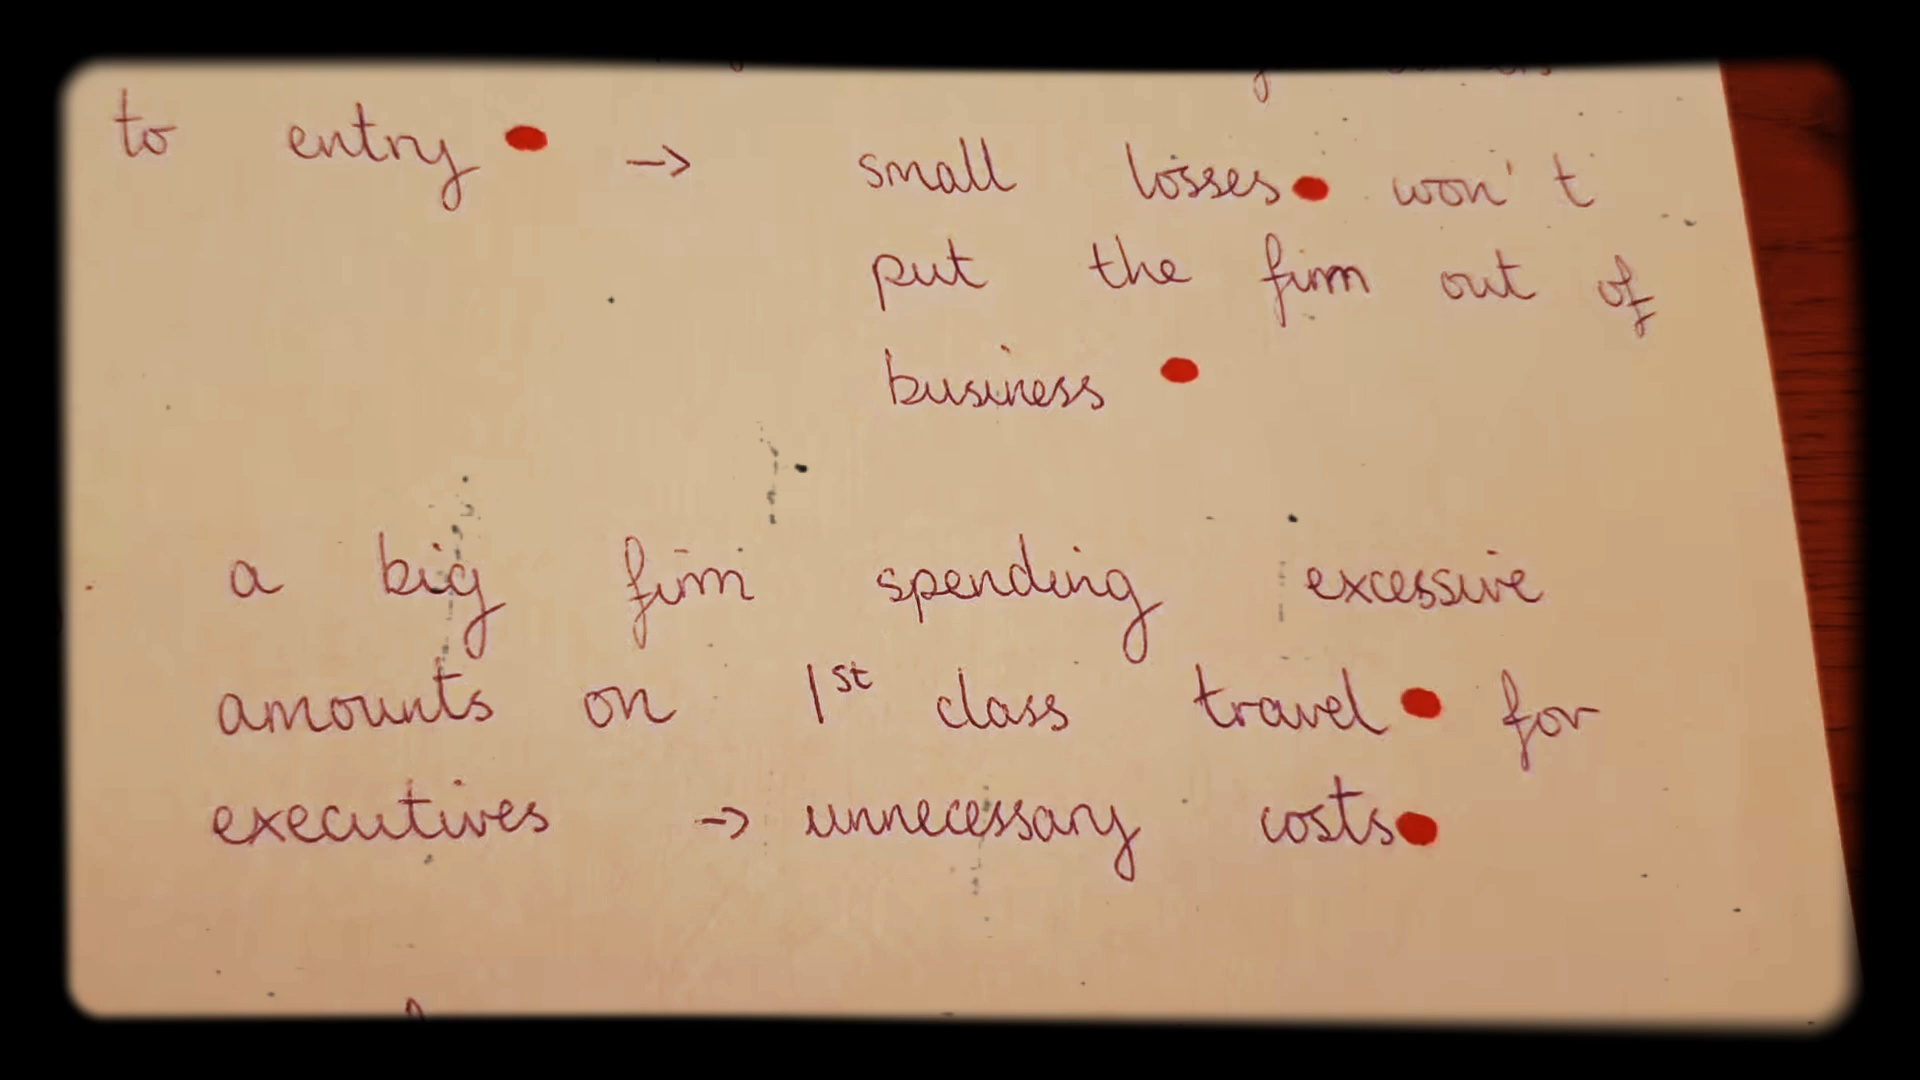 to entry → small losses won't
put the firm out of
business
a big firm spending excessive
amounts on 1st class travel for
executives → unnecessary costs